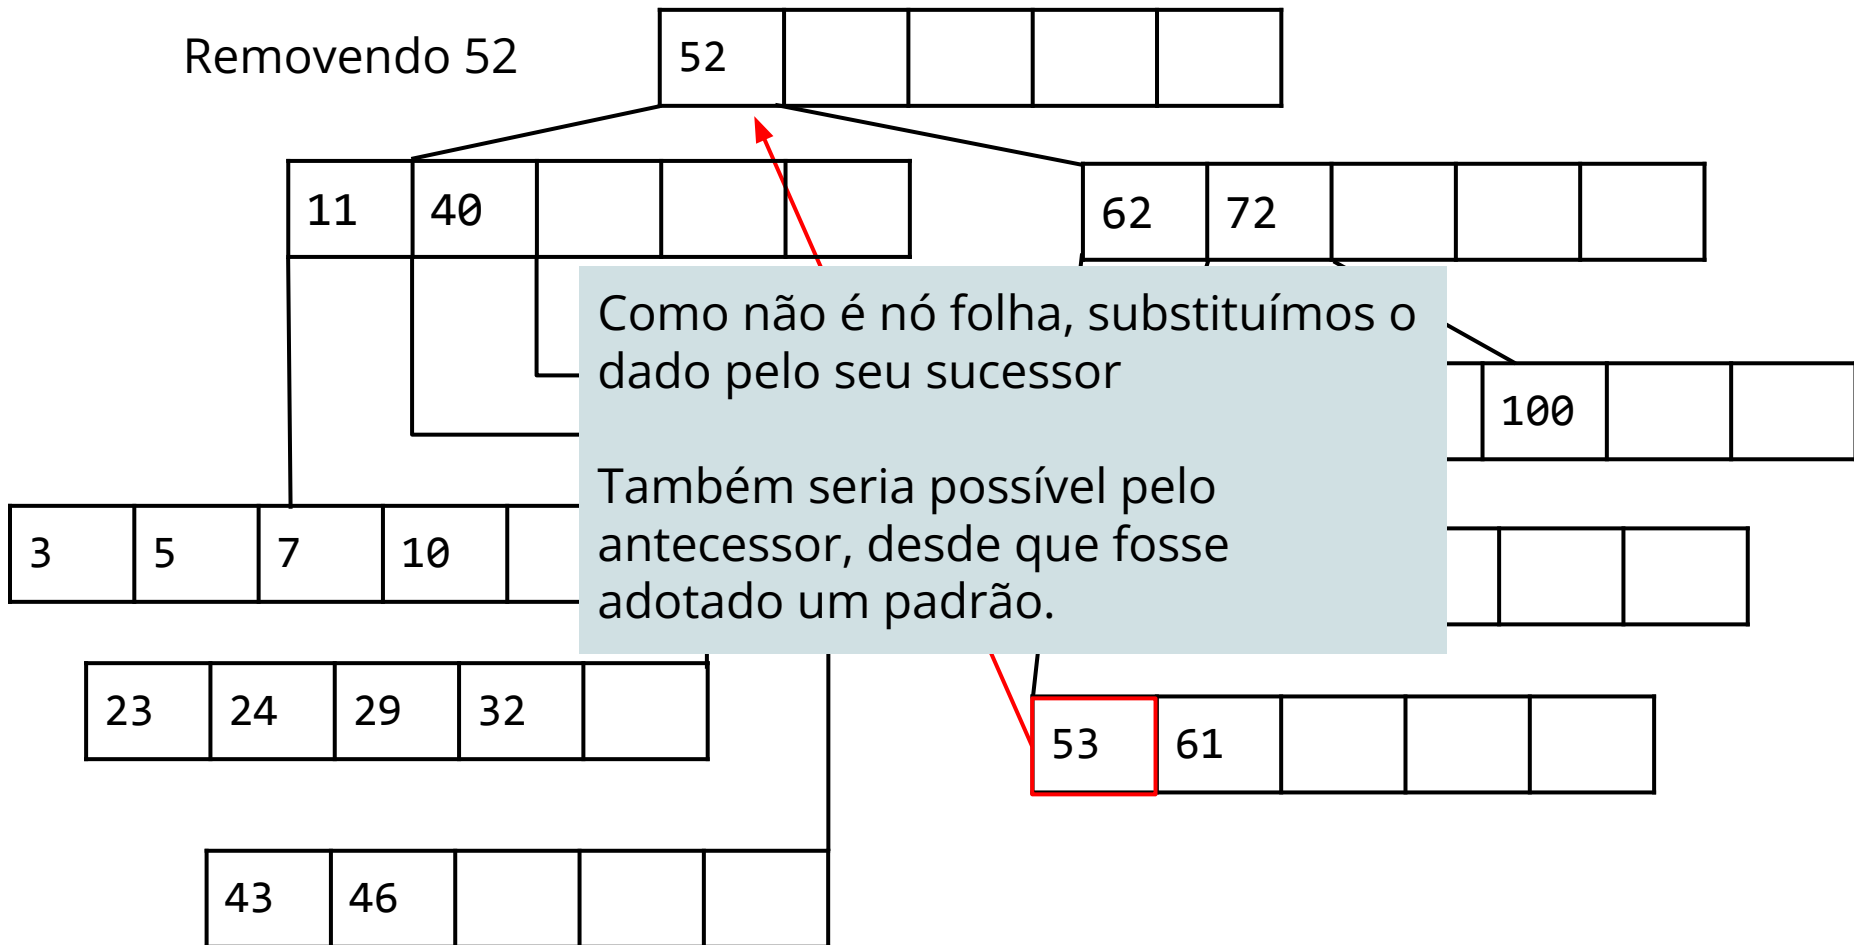 Removendo 52
52
11 40
62 72
Como não é nó folha, substituímos o
dado pelo seu sucessor
Também seria possível pelo
antecessor, desde que fosse
adotado um padrão.
100
3 5 7 10
23 24 29 32
53 61
43 46